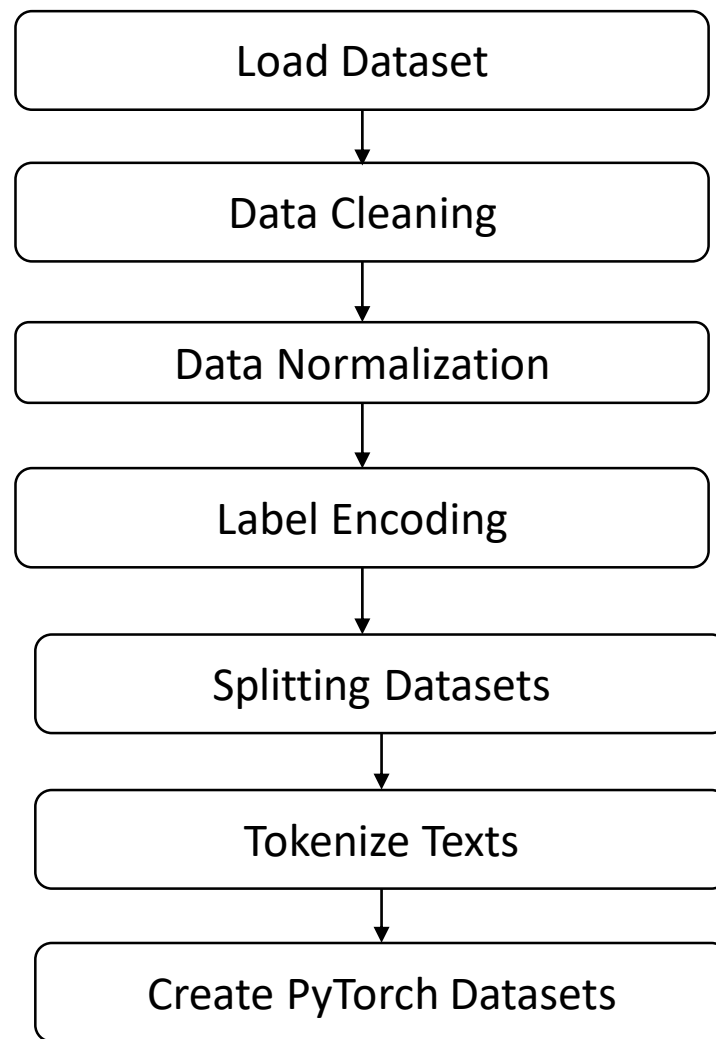 Load Dataset
Data Cleaning
Data Normalization
Label Encoding
Splitting Datasets
Tokenize Texts
Create PyTorch Datasets